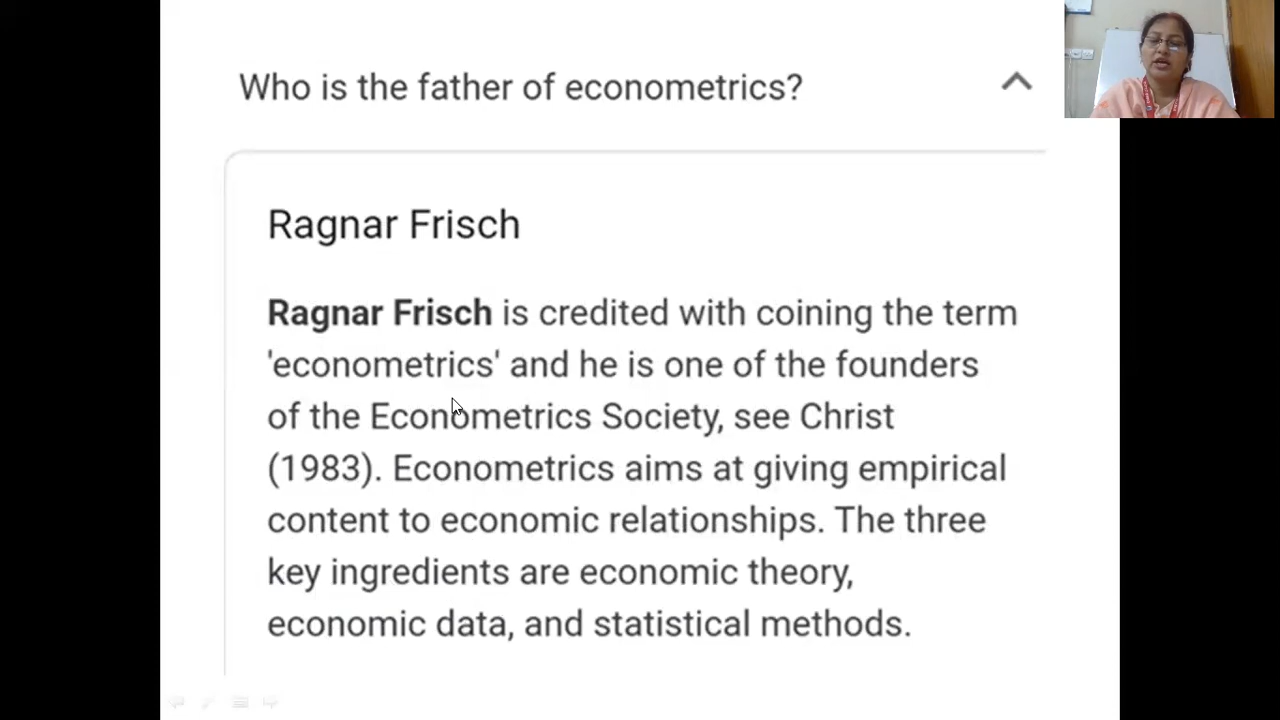 Who is the father of econometrics?
Ragnar Frisch
Ragnar Frisch is credited with coining the term
'econometrics' and he is one of the founders
of the Econometrics Society, see Christ
(1983). Econometrics aims at giving empirical
content to economic relationships. The three
key ingredients are economic theory,
economic data, and statistical methods.